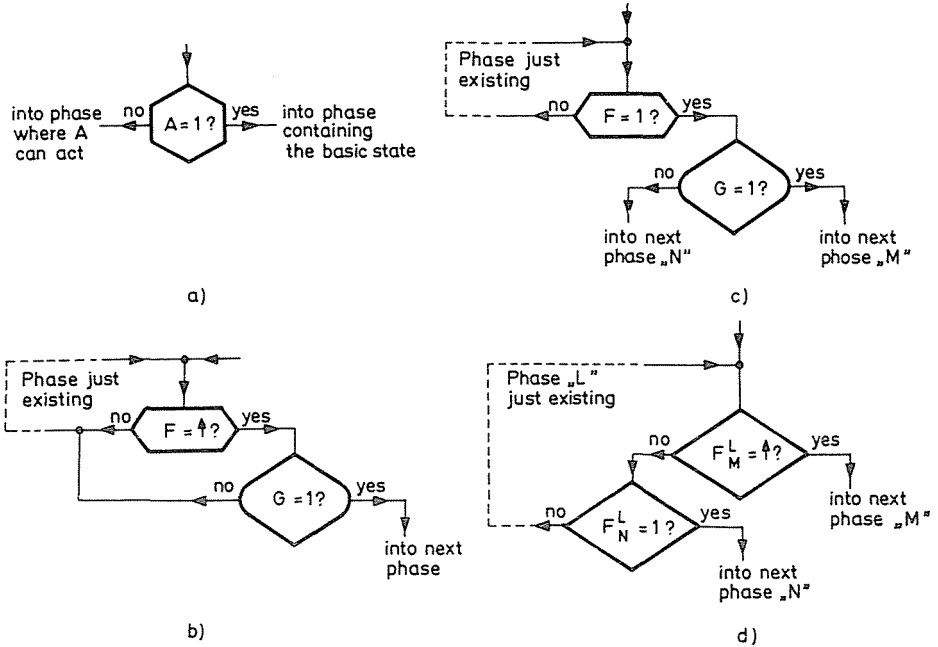 no
yes
A = 1 ?
into phase
where A
can act
into phase
containing
the basic state
a)
Phase just
existing
no
yes
F = 1 ?
no
yes
G = 1?
into next
phase „N"
into next
phose „M"
c)
Phase just
existing
no
yes
F = ↑ ?
no
yes
G = 1?
into next
phase
b)
Phase „L"
just existing
no
yes
F^L_M = ↑ ?
into next
phase „M"
no
yes
F^L_N = 1 ?
into next
phase „N"
d)